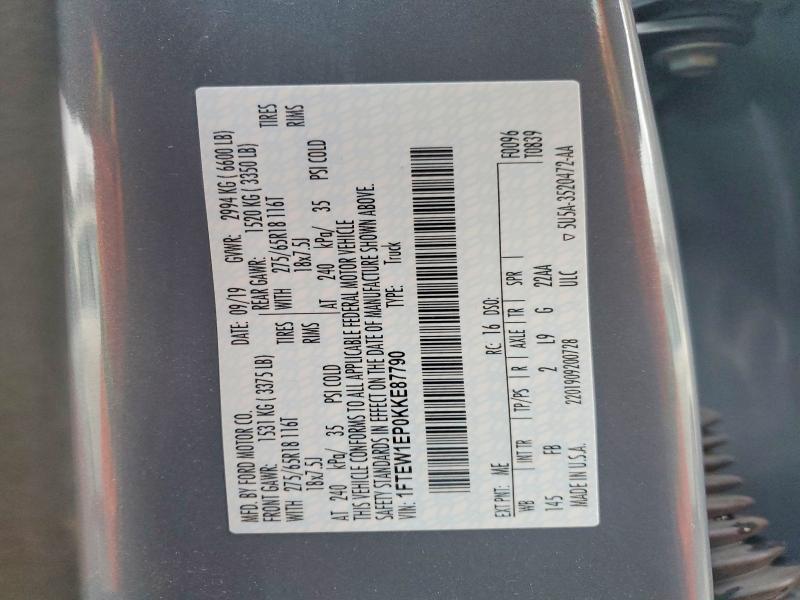 MFD. BY FORD MOTOR CO.
DATE: 09/19 GVWR: 2994 KG ( 6600 LB)
FRONT GAWR: 1531 KG (3375 LB) REAR GAWR: 1520 KG ( 3350 LB)
WITH 275/65R18 116T TIRES WITH 275/65R18 116T TIRES
18x7.5J RIMS 18x7.5J RIMS
AT 240 kPa/ 35 PSI COLD AT 240 kPa/ 35 PSI COLD
THIS VEHICLE CONFORMS TO ALL APPLICABLE FEDERAL MOTOR VEHICLE
SAFETY STANDARDS IN EFFECT ON THE DATE OF MANUFACTURE SHOWN ABOVE.
VIN: 1FTEW1EP0KKE87790 TYPE: Truck
EXT PNT: ME RC: 16 DSO: F0096
WB INT TR TP/PS R AXLE TR SPR T0839
145 FB 2 L9 G 22AA
MADE IN U.S.A. 2201909200728 ULC ▽ 5U5A-3520472-AA